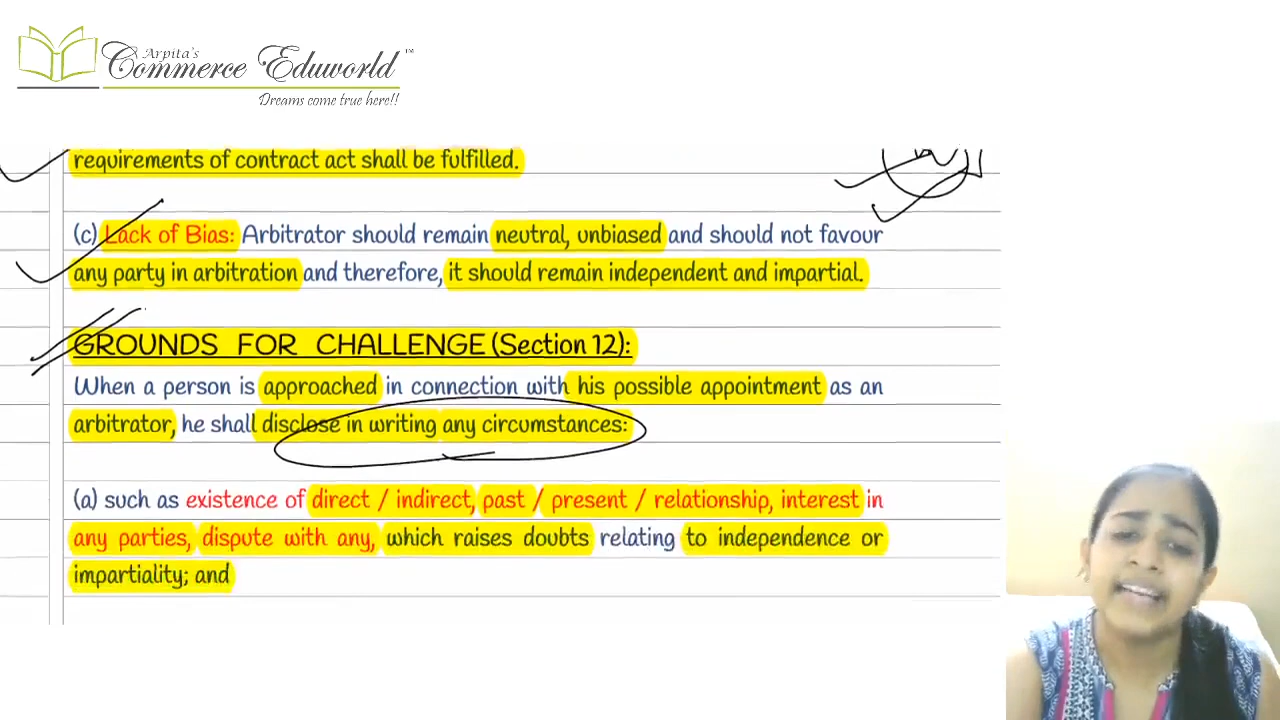 Arpita's
Commerce Eduworld™
Dreams come true here!!
requirements of contract act shall be fulfilled.
(c) Lack of Bias: Arbitrator should remain neutral, unbiased and should not favour
any party in arbitration and therefore, it should remain independent and impartial.
GROUNDS FOR CHALLENGE (Section 12):
When a person is approached in connection with his possible appointment as an
arbitrator, he shall disclose in writing any circumstances:
(a) such as existence of direct / indirect, past / present / relationship, interest in
any parties, dispute with any, which raises doubts relating to independence or
impartiality; and